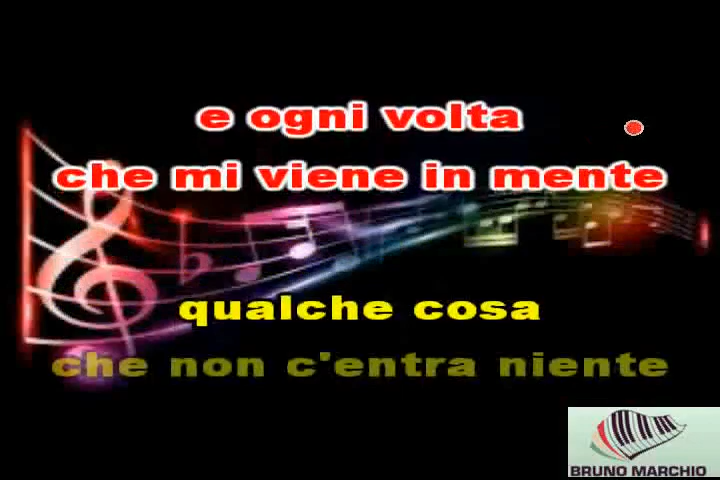 e ogni volta
che mi viene in mente
qualche cosa
che non c'entra niente
BRUNO MARCHIO